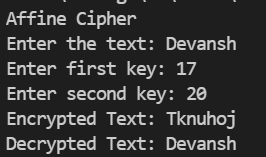 Affine Cipher
Enter the text: Devansh
Enter first key: 17
Enter second key: 20
Encrypted Text: Tknuhoj
Decrypted Text: Devansh